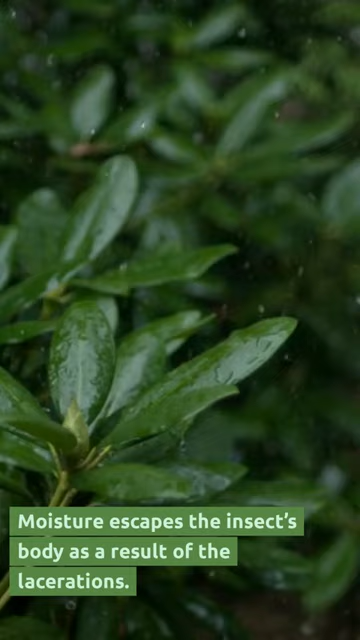 Moisture escapes the insect’s
body as a result of the
lacerations.